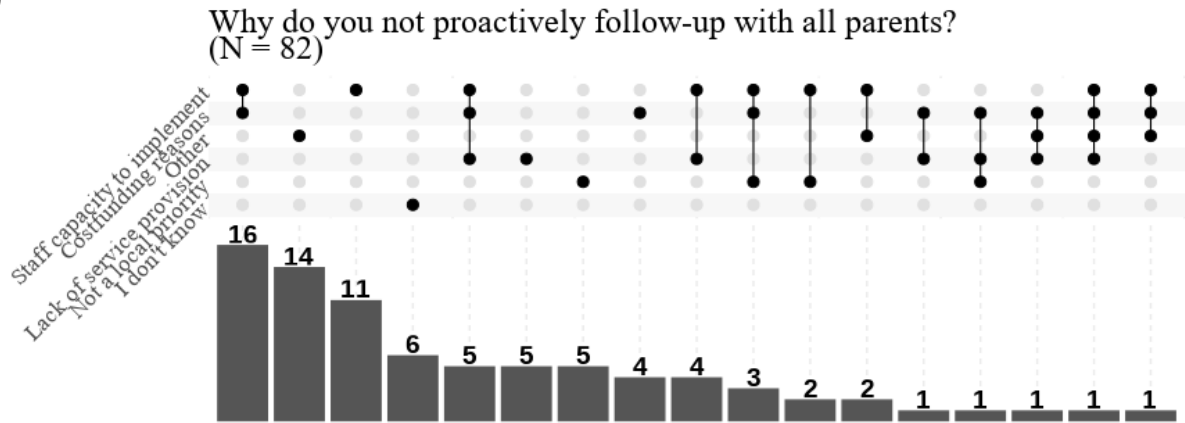 Why do you not proactively follow-up with all parents?
(N = 82)
Staff capacity to implement
Costfunding reasons
Other
Lack of service provision
Not a local priority
I don't know
16
14
11
6
5
5
5
4
4
3
2
2
1
1
1
1
1